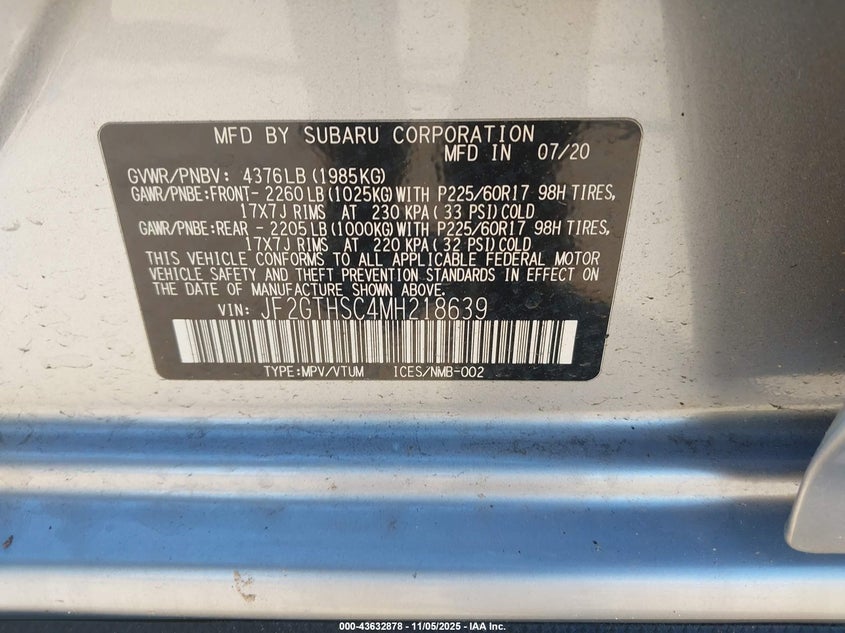 MFD BY SUBARU CORPORATION
MFD IN 07/20
GVWR/PNBV: 4376LB (1985KG)
GAWR/PNBE:FRONT- 2260LB (1025KG) WITH P225/60R17 98H TIRES,
17X7J RIMS AT 230 KPA( 33 PSI) COLD
GAWR/PNBE:REAR - 2205LB (1000KG) WITH P225/60R17 98H TIRES,
17X7J RIMS AT 220 KPA( 32 PSI) COLD
THIS VEHICLE CONFORMS TO ALL APPLICABLE FEDERAL MOTOR
VEHICLE SAFETY AND THEFT PREVENTION STANDARDS IN EFFECT ON
THE DATE OF MANUFACTURE SHOWN ABOVE.
VIN: JF2GTHSC4MH218639
TYPE:MPV/VTUM ICES/NMB-002
000-43632878 - 11/05/2025 - IAA Inc.